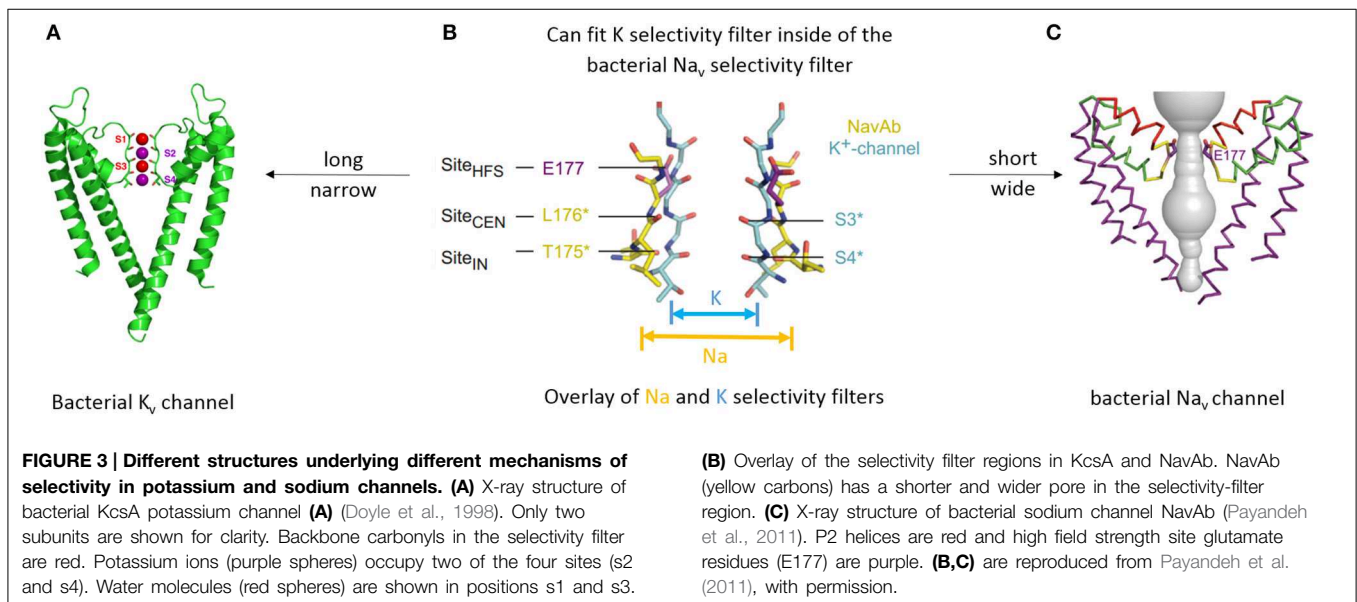 A
B
C
Can fit K selectivity filter inside of the
bacterial Nav selectivity filter
S1
S2
S3
S4
long
narrow
SiteHFS
E177
SiteCEN
L176*
SiteIN
T175*
NavAb
K+-channel
S3*
S4*
K
Na
short
wide
E177
Bacterial Kv channel
Overlay of Na and K selectivity filters
bacterial Nav channel
FIGURE 3 | Different structures underlying different mechanisms of
selectivity in potassium and sodium channels. (A) X-ray structure of
bacterial KcsA potassium channel (A) (Doyle et al., 1998). Only two
subunits are shown for clarity. Backbone carbonyls in the selectivity filter
are red. Potassium ions (purple spheres) occupy two of the four sites (s2
and s4). Water molecules (red spheres) are shown in positions s1 and s3.
(B) Overlay of the selectivity filter regions in KcsA and NavAb. NavAb
(yellow carbons) has a shorter and wider pore in the selectivity-filter
region. (C) X-ray structure of bacterial sodium channel NavAb (Payandeh
et al., 2011). P2 helices are red and high field strength site glutamate
residues (E177) are purple. (B,C) are reproduced from Payandeh et al.
(2011), with permission.